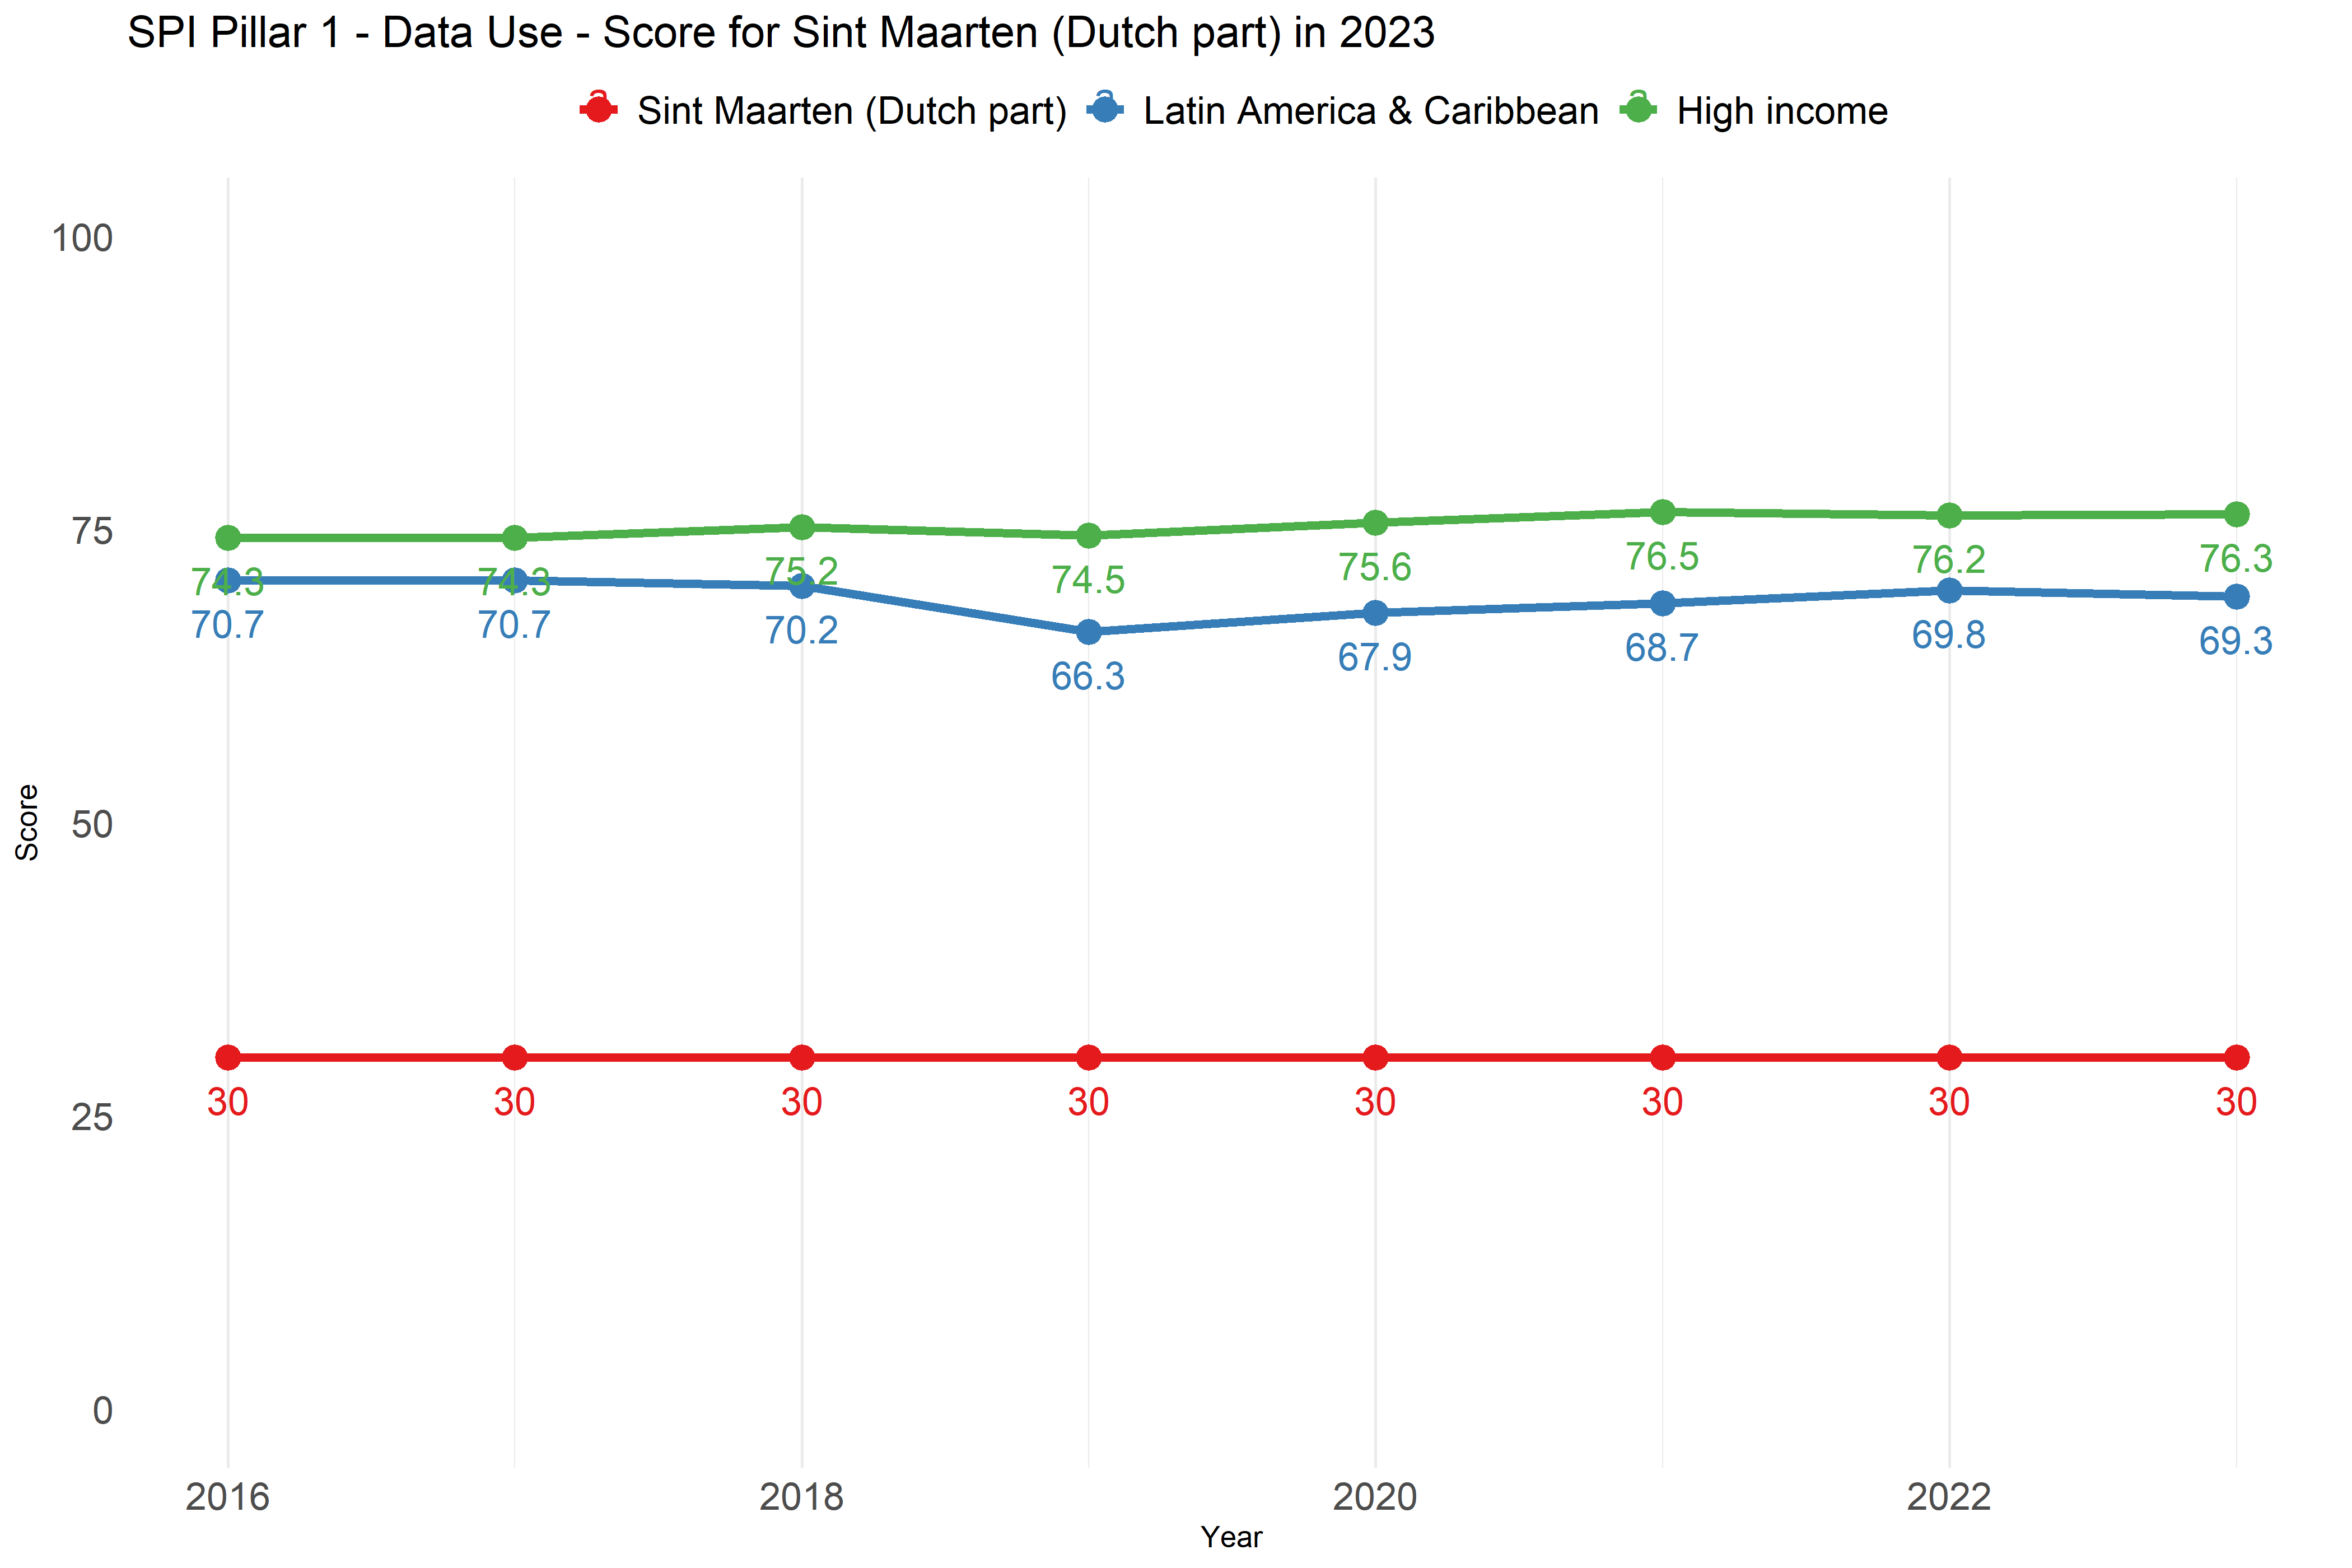 SPI Pillar 1 - Data Use - Score for Sint Maarten (Dutch part) in 2023
Sint Maarten (Dutch part) Latin America & Caribbean High income
100
75
50
25
0
Score
74.3 74.3 75.2 74.5 75.6 76.5 76.2 76.3
70.7 70.7 70.2 66.3 67.9 68.7 69.8 69.3
30 30 30 30 30 30 30 30
2016 2018 2020 2022
Year